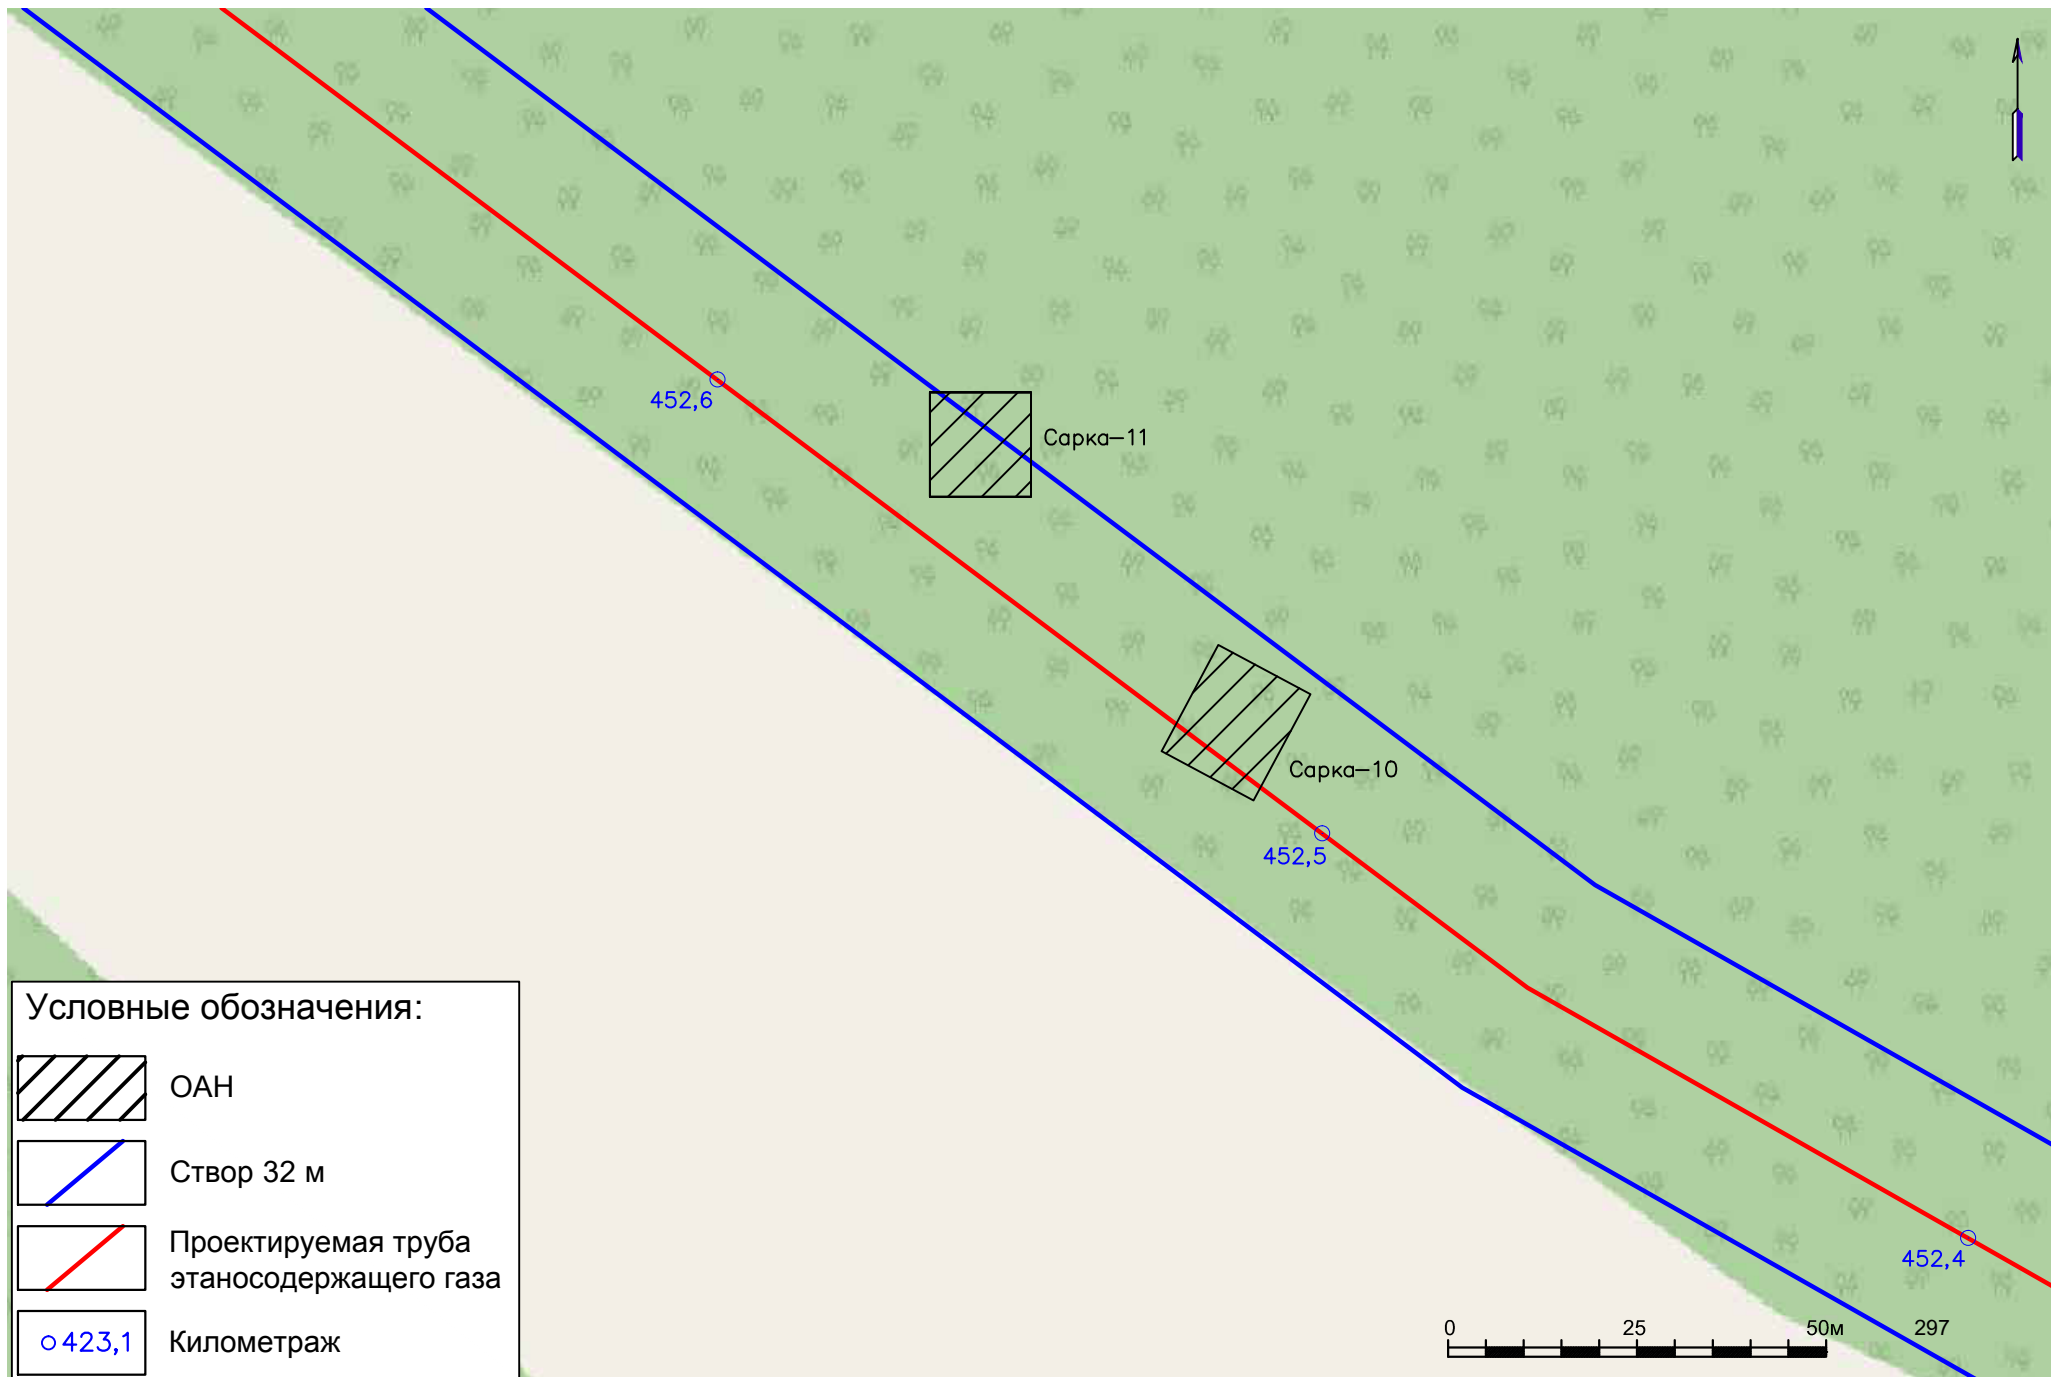 452,6
Сарка-11
Сарка-10
452,5
452,4
Условные обозначения:
ОАН
Створ 32 м
Проектируемая труба
этаносодержащего газа
423,1 Километраж
0 25 50м 297